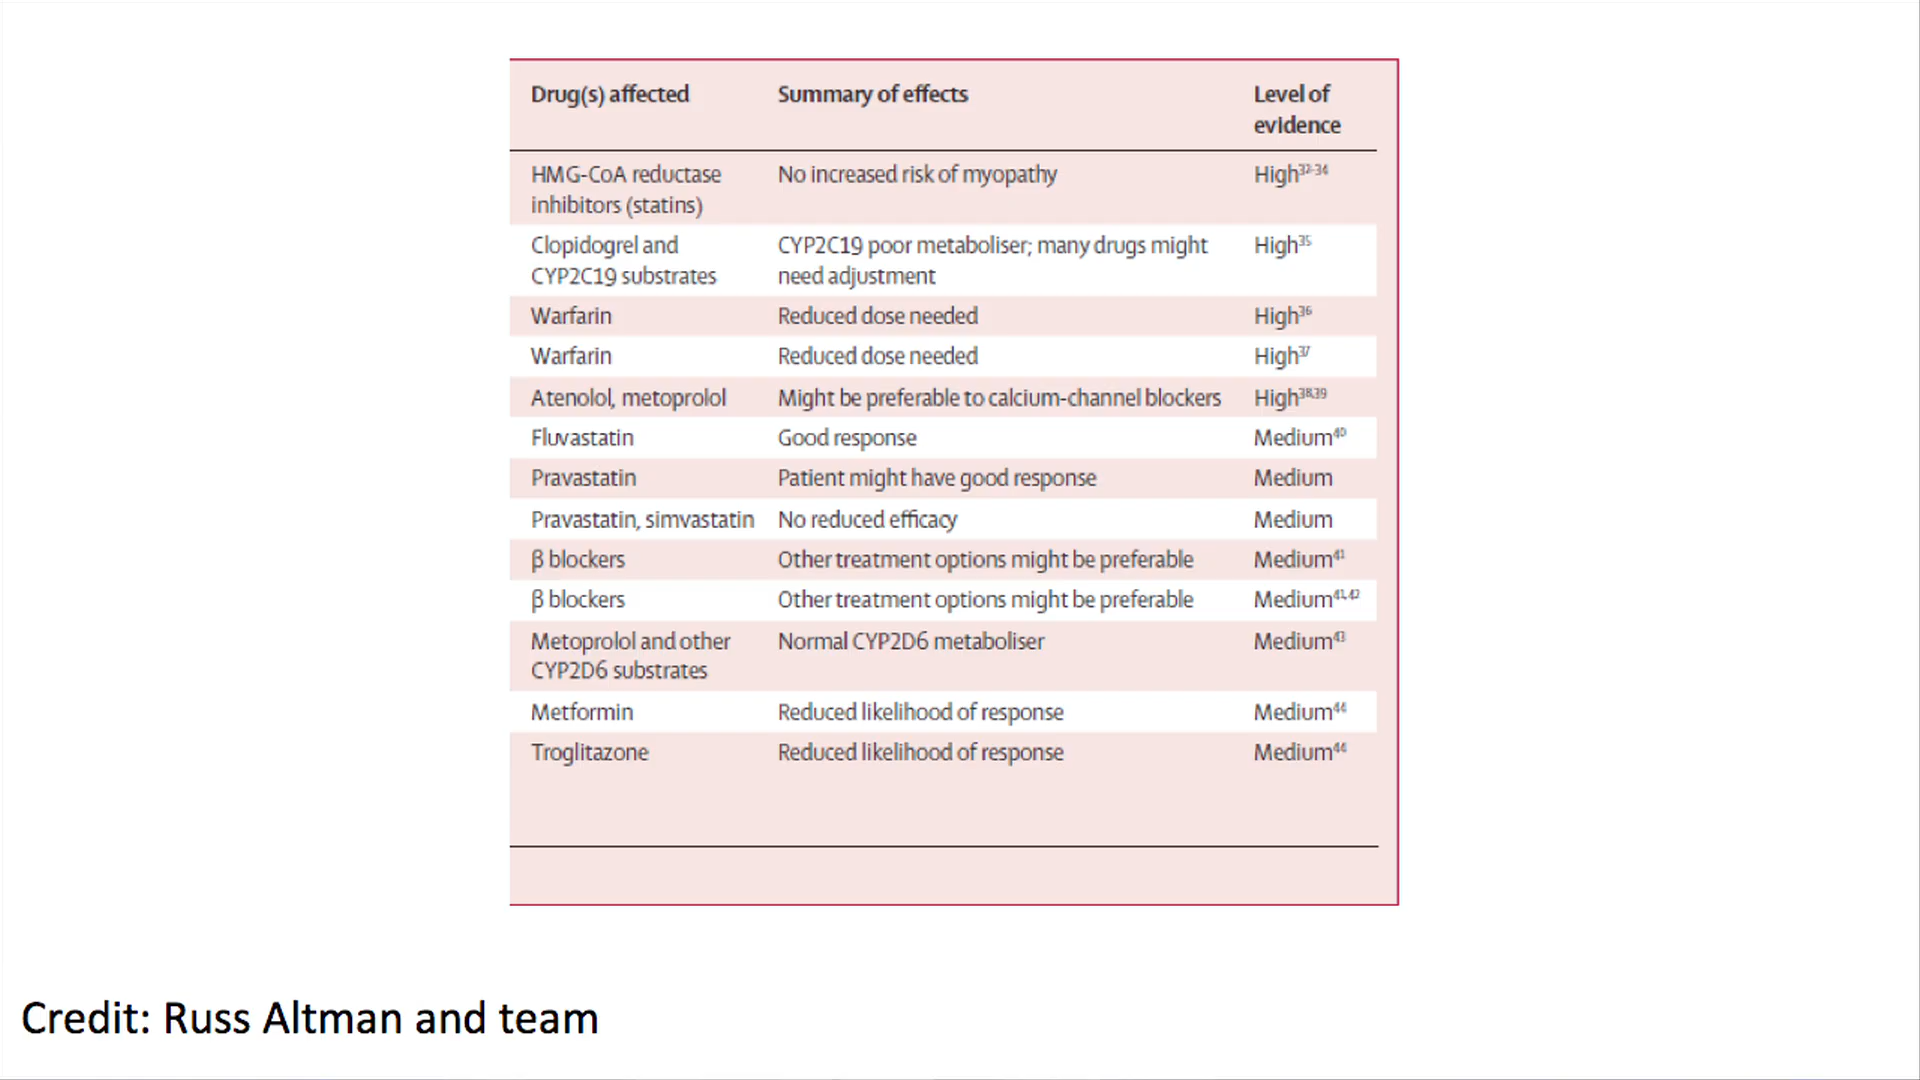 Drug(s) affected Summary of effects Level of
evidence
HMG-CoA reductase No increased risk of myopathy High32-34
inhibitors (statins)
Clopidogrel and CYP2C19 poor metaboliser; many drugs might High35
CYP2C19 substrates need adjustment
Warfarin Reduced dose needed High36
Warfarin Reduced dose needed High37
Atenolol, metoprolol Might be preferable to calcium-channel blockers High38,39
Fluvastatin Good response Medium40
Pravastatin Patient might have good response Medium
Pravastatin, simvastatin No reduced efficacy Medium
β blockers Other treatment options might be preferable Medium41
β blockers Other treatment options might be preferable Medium41,42
Metoprolol and other Normal CYP2D6 metaboliser Medium43
CYP2D6 substrates
Metformin Reduced likelihood of response Medium44
Troglitazone Reduced likelihood of response Medium44
Credit: Russ Altman and team